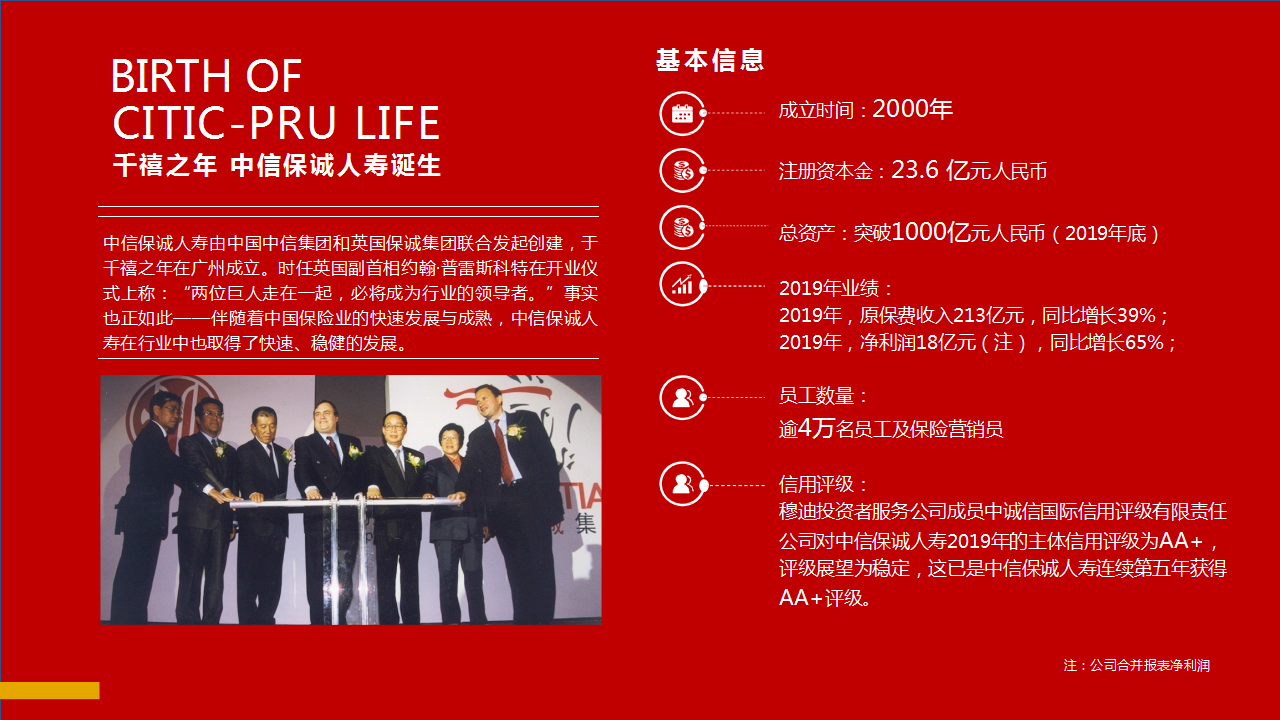 BIRTH OF
CITIC-PRU LIFE
千禧之年 中信保诚人寿诞生
中信保诚人寿由中国中信集团和英国保诚集团联合发起创建，于
千禧之年在广州成立。时任英国副首相约翰·普雷斯科特在开业仪
式上称：“两位巨人走在一起，必将成为行业的领导者。”事实
也正如此——伴随着中国保险业的快速发展与成熟，中信保诚人
寿在行业中也取得了快速、稳健的发展。
TIA
集
基本信息
成立时间：2000年
注册资本金：23.6 亿元人民币
总资产：突破1000亿元人民币（2019年底）
2019年业绩：
2019年，原保费收入213亿元，同比增长39%；
2019年，净利润18亿元（注），同比增长65%；
员工数量：
逾4万名员工及保险营销员
信用评级：
穆迪投资者服务公司成员中诚信国际信用评级有限责任
公司对中信保诚人寿2019年的主体信用评级为AA+，
评级展望为稳定，这已是中信保诚人寿连续第五年获得
AA+评级。
注：公司合并报表净利润